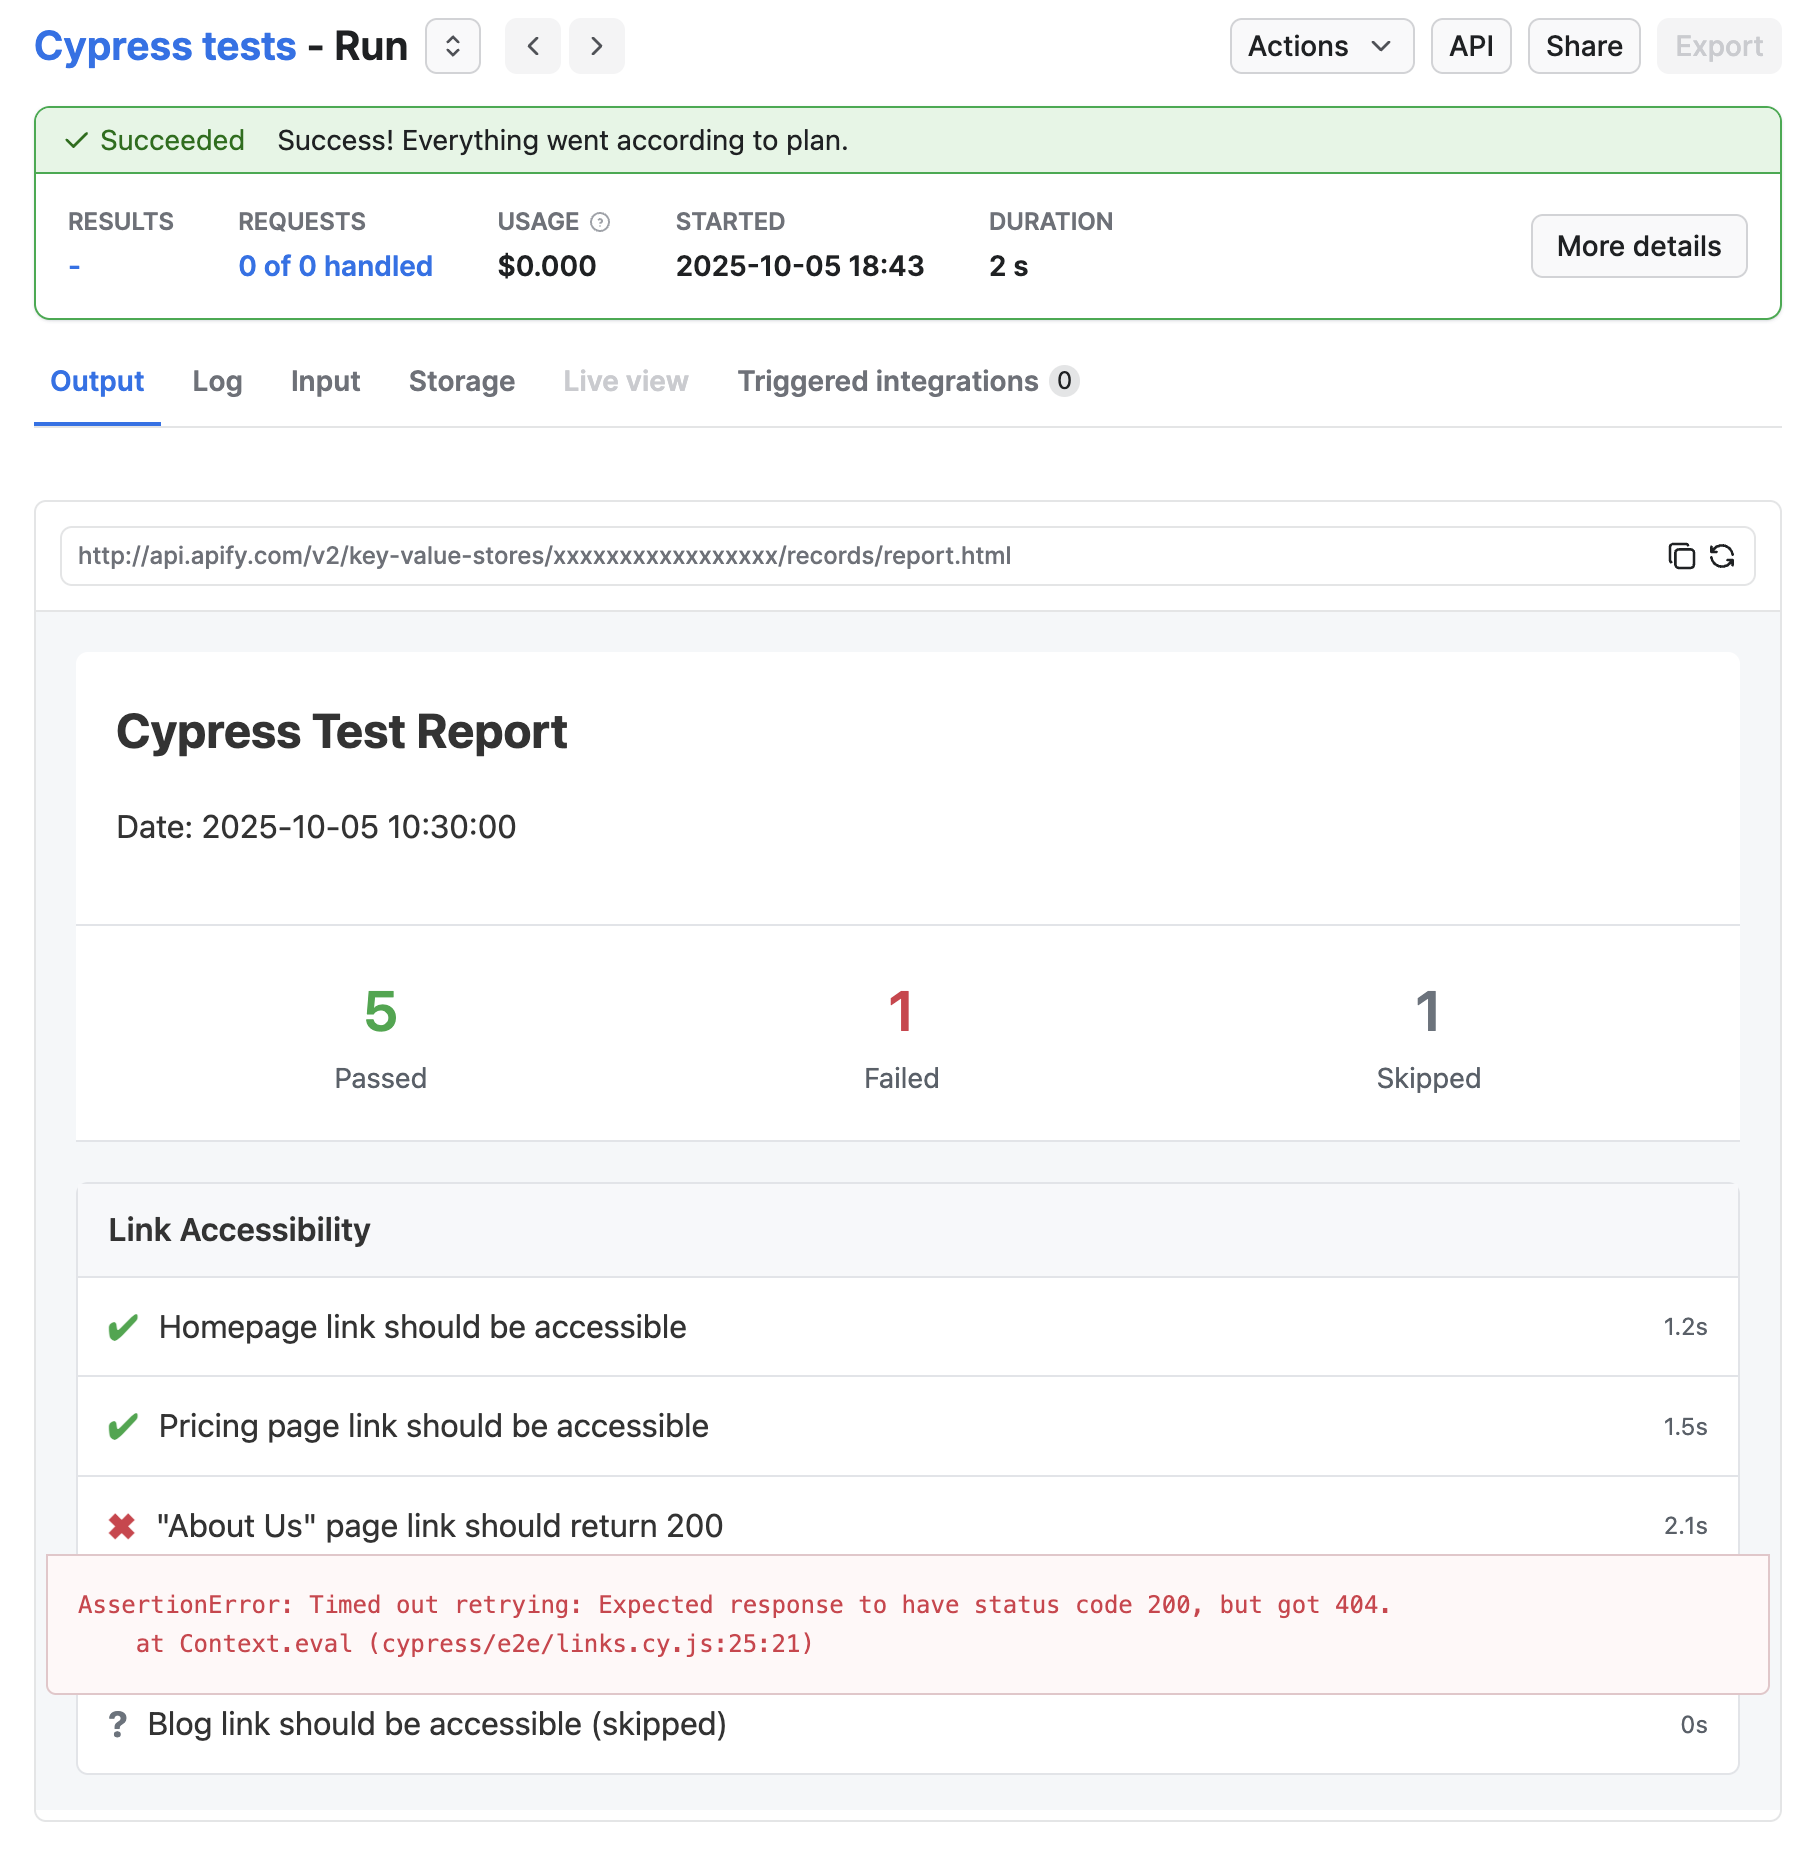 Cypress tests - Run
Actions
API
Share
Export
Succeeded Success! Everything went according to plan.
RESULTS REQUESTS USAGE ? STARTED DURATION
- 0 of 0 handled $0.000 2025-10-05 18:43 2 s
More details
Output Log Input Storage Live view Triggered integrations 0
http://api.apify.com/v2/key-value-stores/xxxxxxxxxxxxxxxxx/records/report.html
Cypress Test Report
Date: 2025-10-05 10:30:00
5 1 1
Passed Failed Skipped
Link Accessibility
✔ Homepage link should be accessible 1.2s
✔ Pricing page link should be accessible 1.5s
✖ "About Us" page link should return 200 2.1s
AssertionError: Timed out retrying: Expected response to have status code 200, but got 404.
at Context.eval (cypress/e2e/links.cy.js:25:21)
? Blog link should be accessible (skipped) 0s